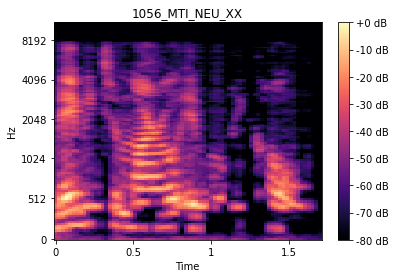 1056_MTI_NEU_XX
+0 dB
8192
-10 dB
4096
-20 dB
-30 dB
2048
Hz
-40 dB
1024
-50 dB
-60 dB
512
-70 dB
0
-80 dB
0
0.5
1
1.5
Time